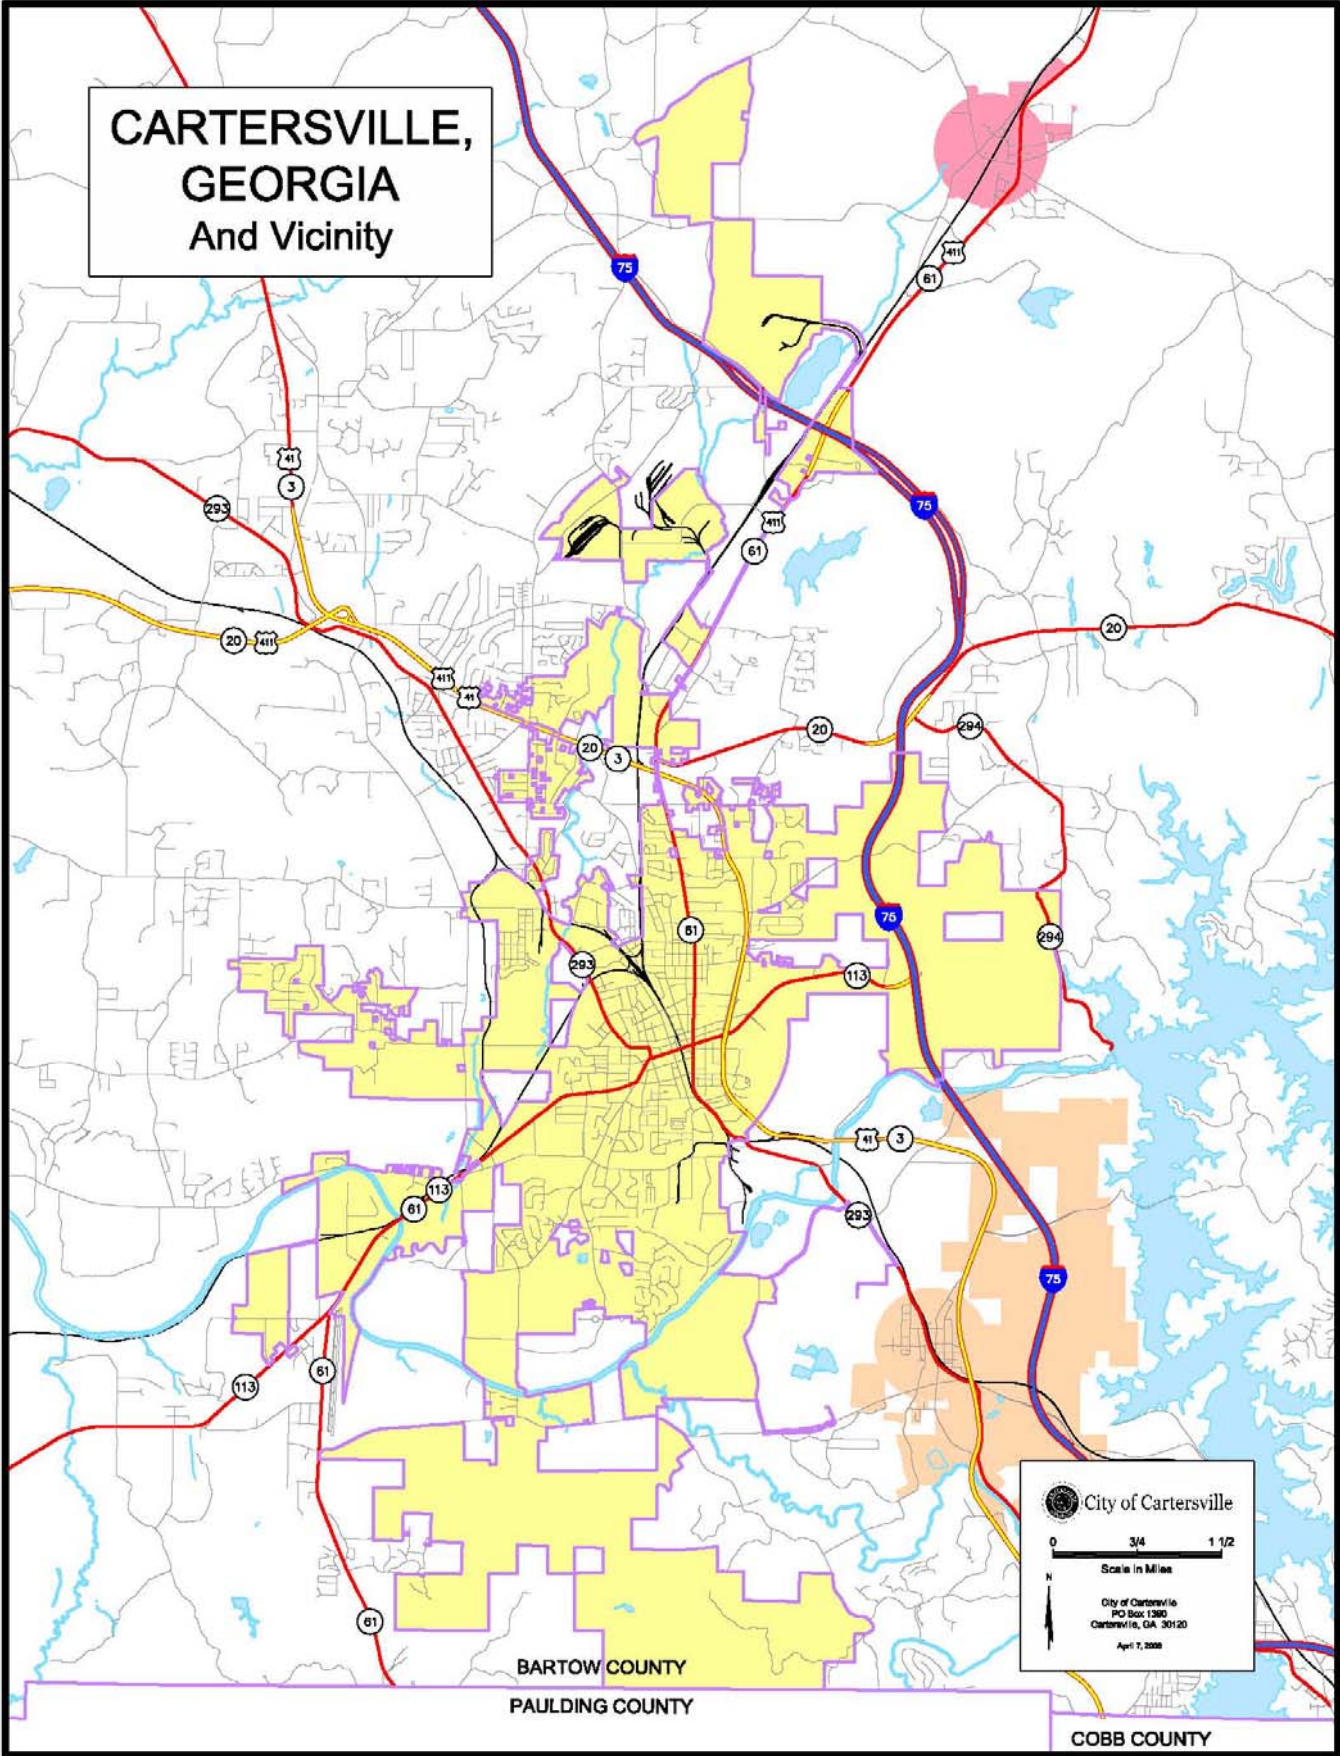 CARTERSVILLE,
GEORGIA
And Vicinity
75
411
61
41
3
293
75
411
61
20
411
20
411
41
294
20
20
3
75
61
294
293
113
41
3
113
61
293
75
113
61
City of Cartersville
0 3/4 1 1/2
Scale in Miles
N
City of Cartersville
PO Box 1390
Cartersville, GA 30120
61
BARTOW COUNTY
PAULDING COUNTY
COBB COUNTY